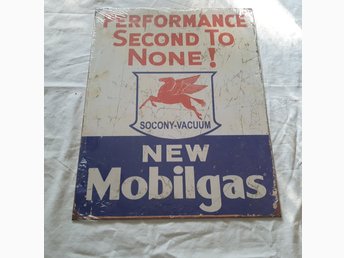 PERFORMANCE
SECOND TO
NONE!
SOCONY-VACUUM
NEW
Mobilgas